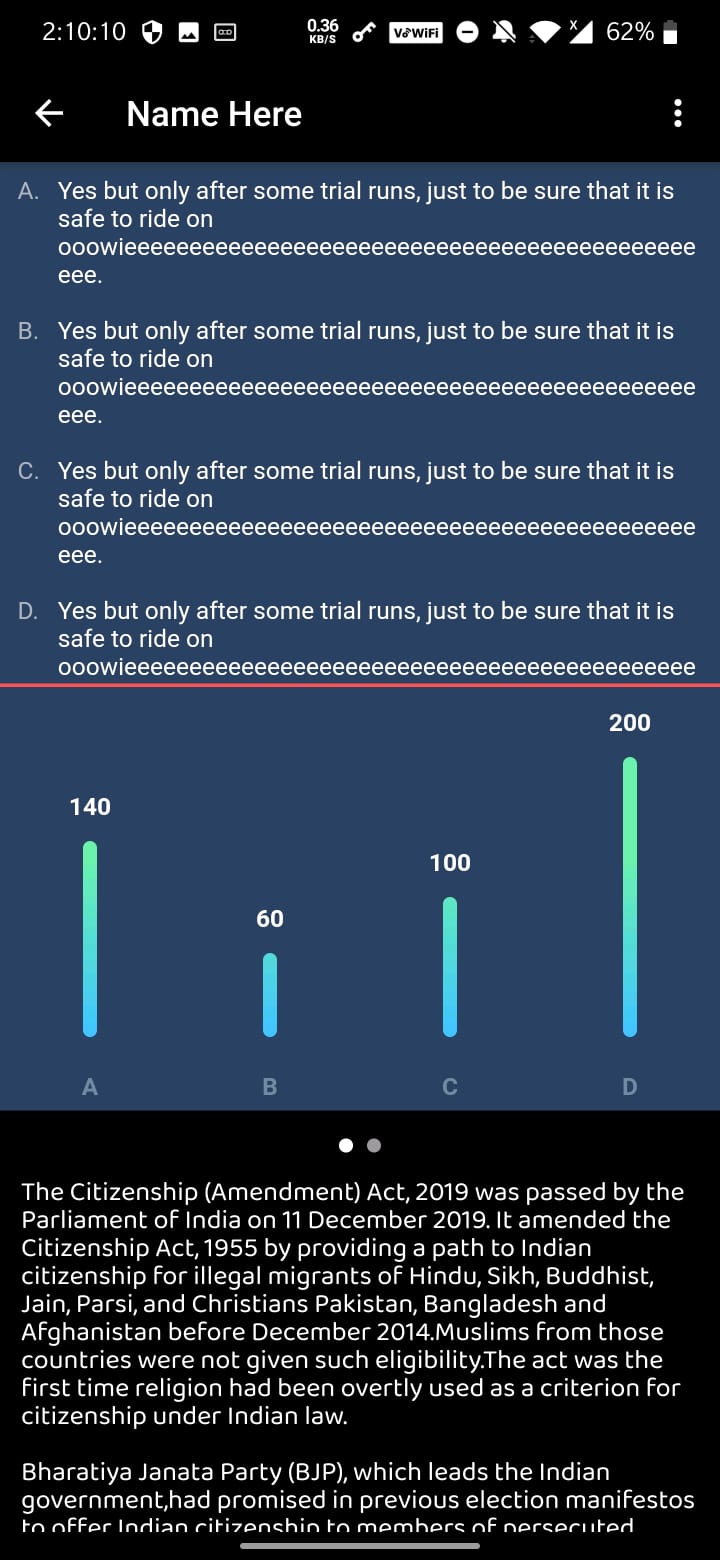 2:10:10
0.36
KB/S
VoWiFi
x
62%
Name Here
A. Yes but only after some trial runs, just to be sure that it is
safe to ride on
ooowieeeeeeeeeeeeeeeeeeeeeeeeeeeeeeeeeeeeeeeeeeee
eee.
B. Yes but only after some trial runs, just to be sure that it is
safe to ride on
ooowieeeeeeeeeeeeeeeeeeeeeeeeeeeeeeeeeeeeeeeeeeee
eee.
C. Yes but only after some trial runs, just to be sure that it is
safe to ride on
ooowieeeeeeeeeeeeeeeeeeeeeeeeeeeeeeeeeeeeeeeeeeee
eee.
D. Yes but only after some trial runs, just to be sure that it is
safe to ride on
ooowieeeeeeeeeeeeeeeeeeeeeeeeeeeeeeeeeeeeeeeeeeee
200
140
100
60
A B C D
The Citizenship (Amendment) Act, 2019 was passed by the
Parliament of India on 11 December 2019. It amended the
Citizenship Act, 1955 by providing a path to Indian
citizenship for illegal migrants of Hindu, Sikh, Buddhist,
Jain, Parsi, and Christians Pakistan, Bangladesh and
Afghanistan before December 2014.Muslims from those
countries were not given such eligibility.The act was the
first time religion had been overtly used as a criterion for
citizenship under Indian law.
Bharatiya Janata Party (BJP), which leads the Indian
government,had promised in previous election manifestos
to offer Indian citizenship to members of persecuted